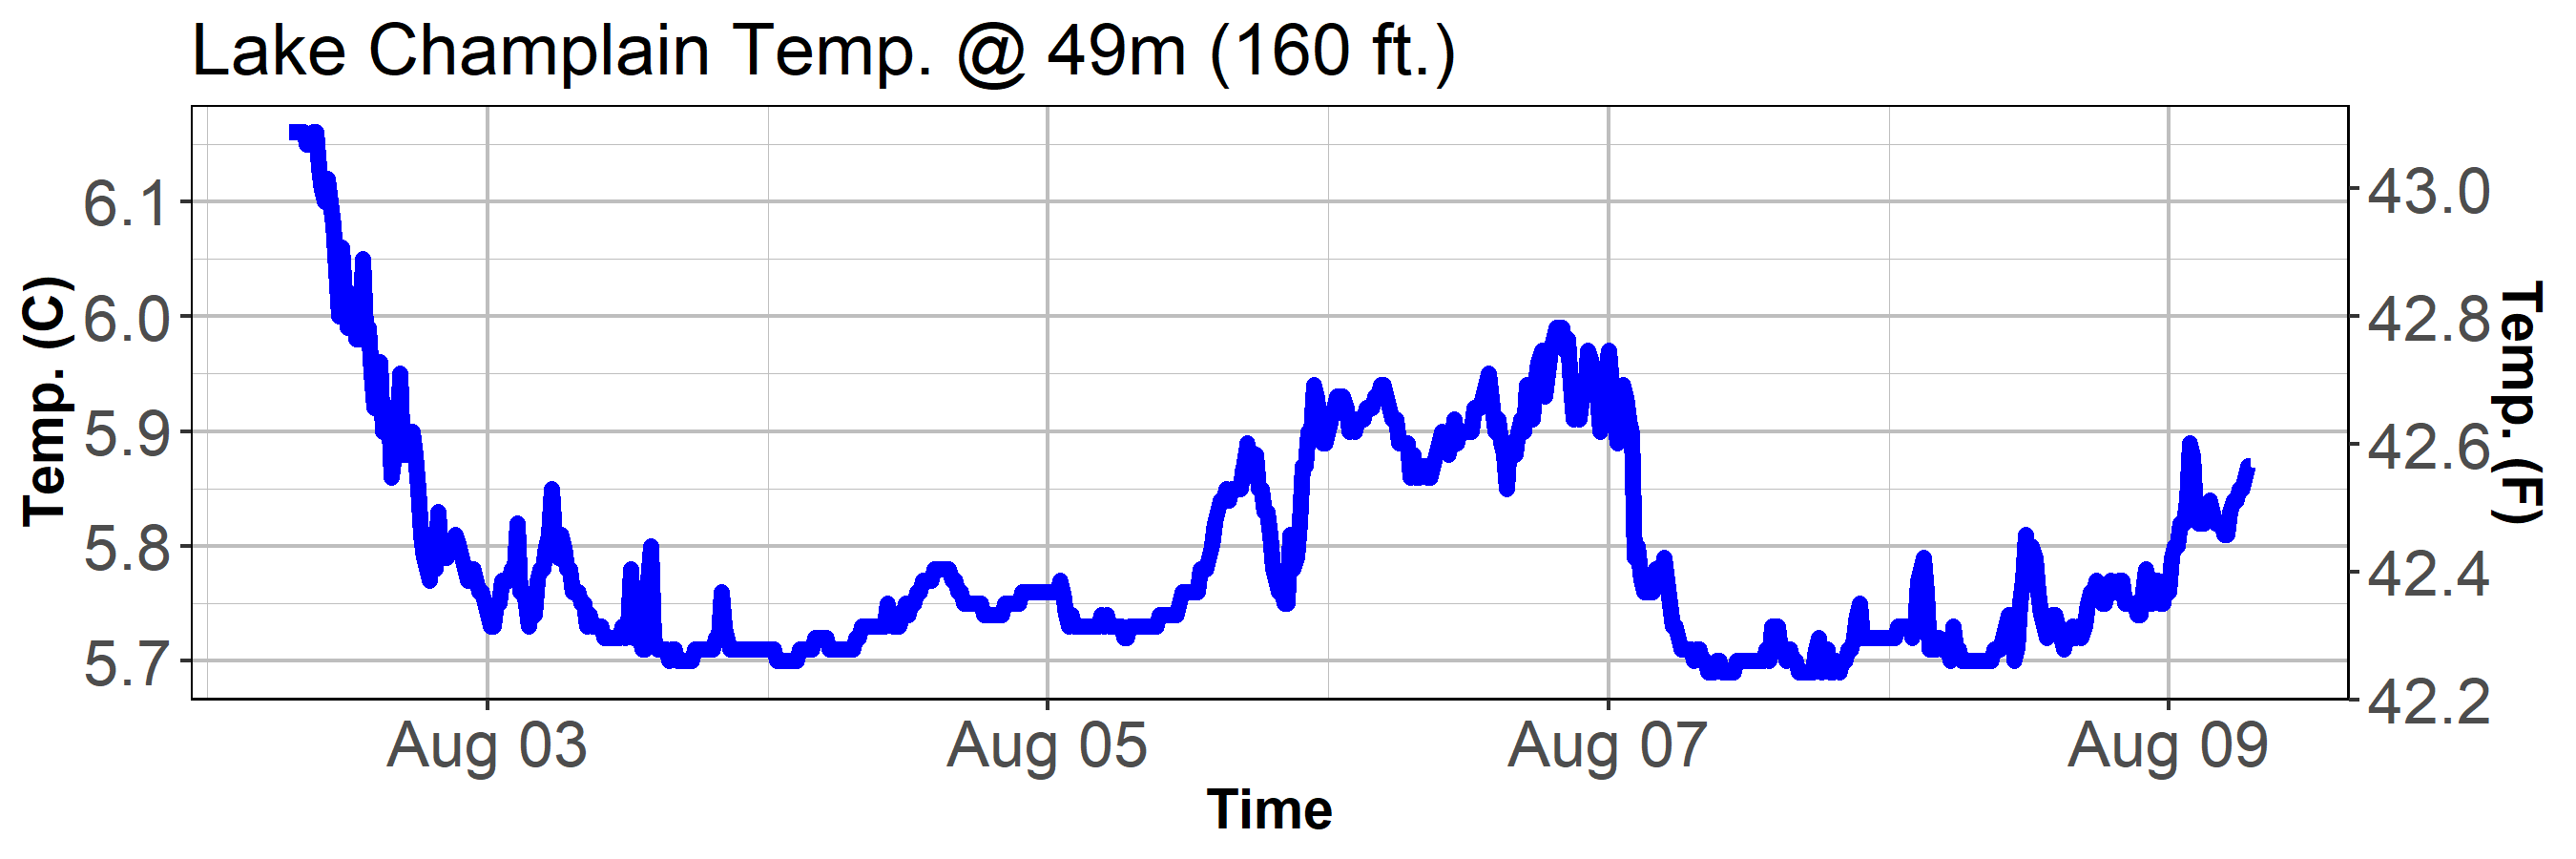 Lake Champlain Temp. @ 49m (160 ft.)
Temp. (C)
6.1
6.0
5.9
5.8
5.7
43.0
42.8
42.6
42.4
42.2
Temp. (F)
Aug 03
Aug 05
Aug 07
Aug 09
Time